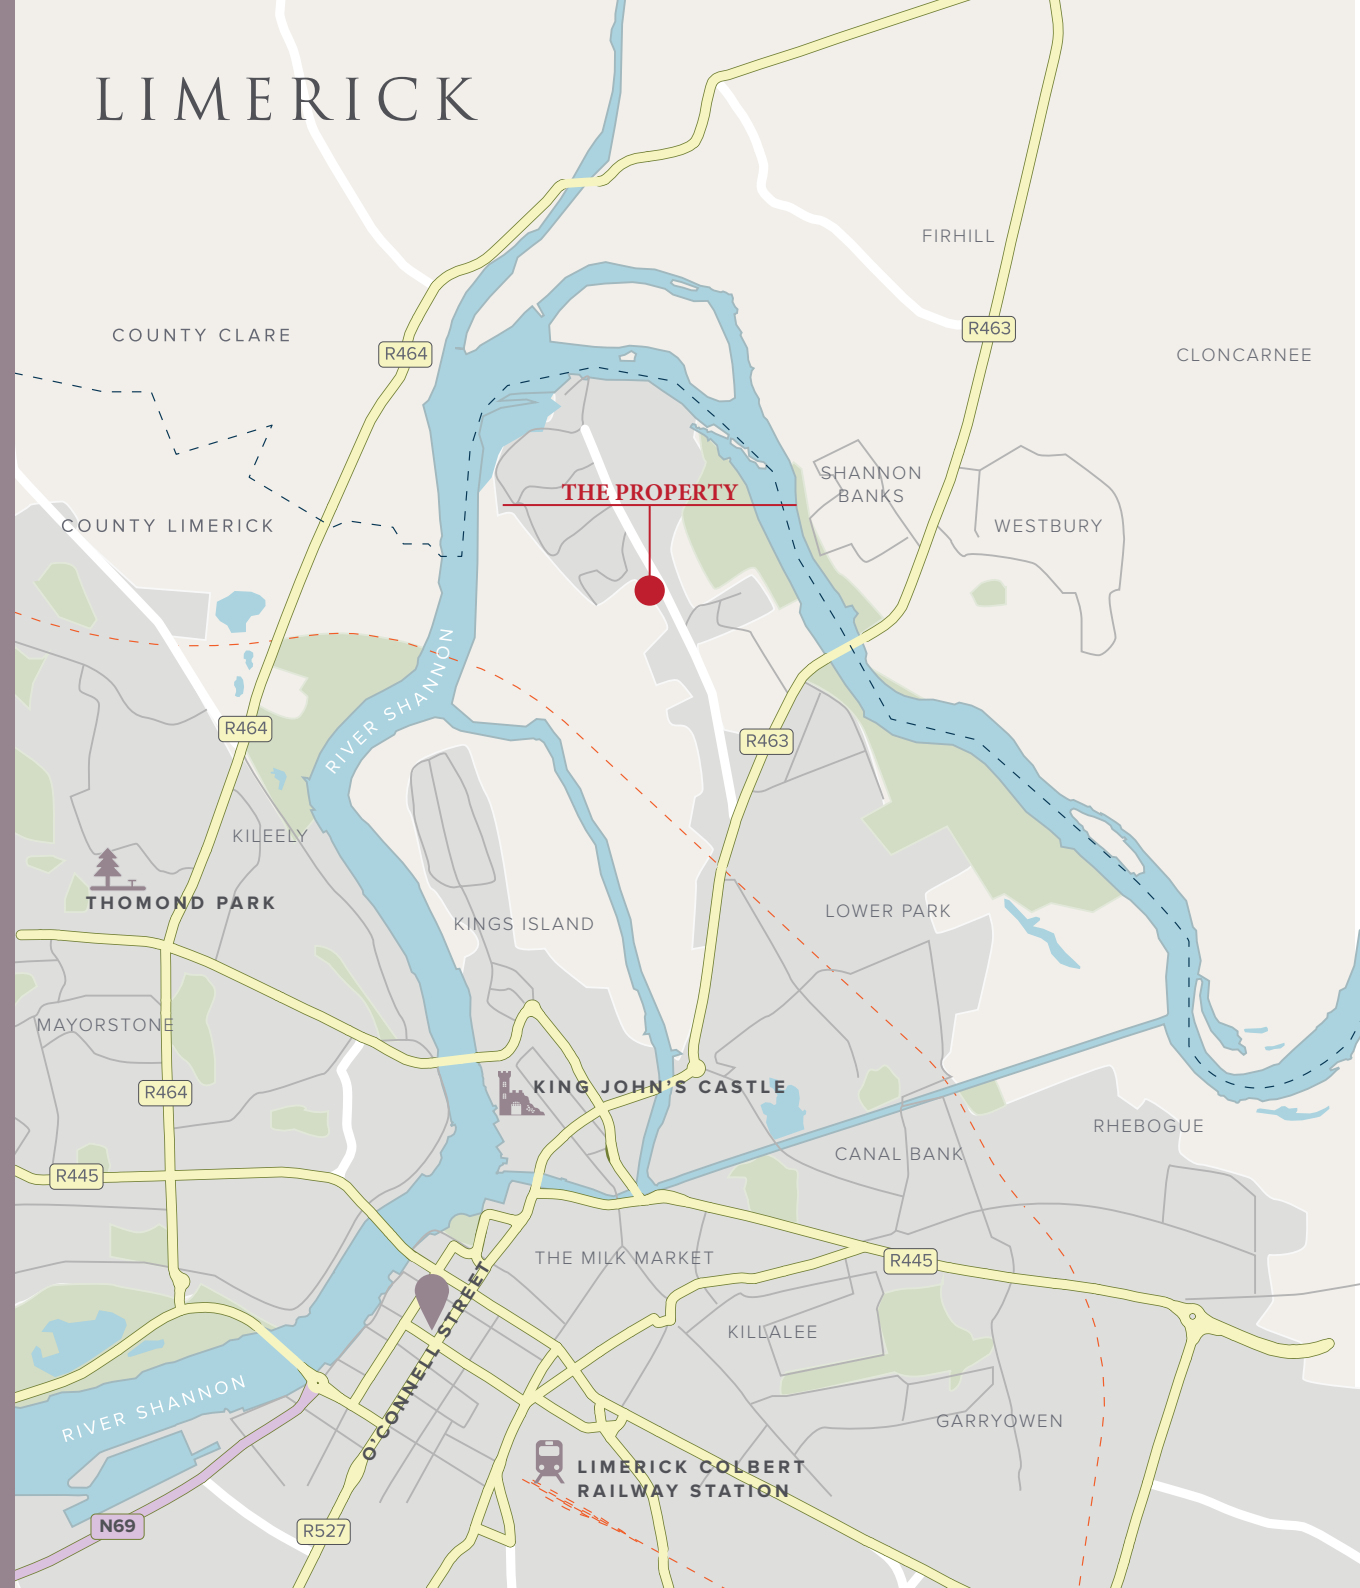 LIMERICK
FIRHILL
COUNTY CLARE
R464
R463
CLONCARNEE
SHANNON
BANKS
THE PROPERTY
COUNTY LIMERICK
WESTBURY
RIVER SHANNON
R464
R463
KILEELY
THOMOND PARK
KINGS ISLAND
LOWER PARK
MAYORSTONE
R464
KING JOHN'S CASTLE
RHEBOGUE
CANAL BANK
R445
THE MILK MARKET
R445
O'CONNELL STREET
KILLALEE
RIVER SHANNON
GARRYOWEN
LIMERICK COLBERT
RAILWAY STATION
N69
R527